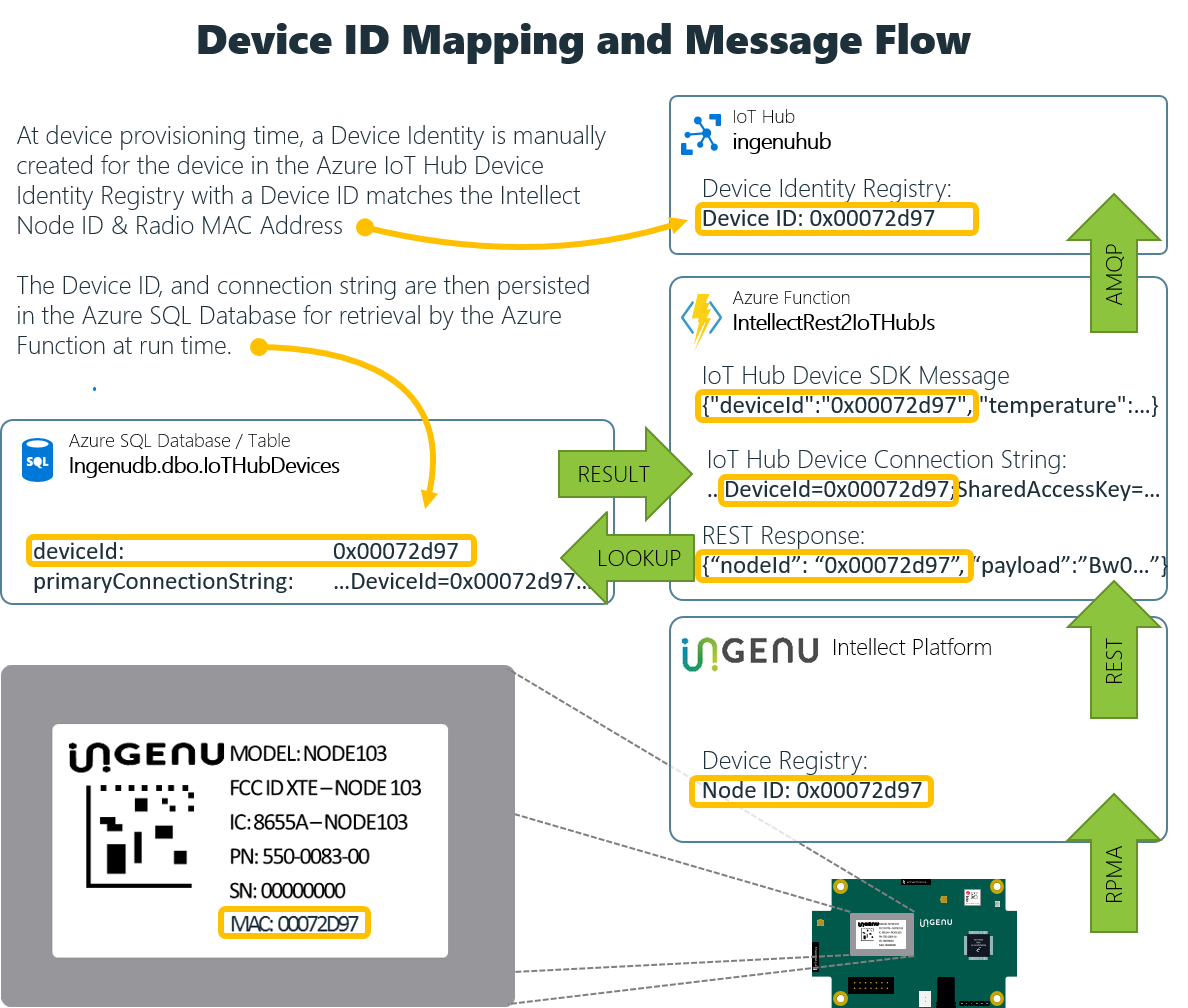 Device ID Mapping and Message Flow
At device provisioning time, a Device Identity is manually
created for the device in the Azure IoT Hub Device
Identity Registry with a Device ID matches the Intellect
Node ID & Radio MAC Address
The Device ID, and connection string are then persisted
in the Azure SQL Database for retrieval by the Azure
Function at run time.
IoT Hub
ingenuhub
Device Identity Registry:
Device ID: 0x00072d97
AMQP
Azure Function
IntellectRest2IoTHubJs
IoT Hub Device SDK Message
{"deviceId":"0x00072d97", "temperature":...}
IoT Hub Device Connection String:
..DeviceId=0x00072d97;SharedAccessKey=...
REST Response:
{“nodeId”: “0x00072d97”, “payload”:”Bw0...”}
RESULT
LOOKUP
SQL
Azure SQL Database / Table
Ingenudb.dbo.IoTHubDevices
deviceId: 0x00072d97
primaryConnectionString: ...DeviceId=0x00072d97...
REST
INGENU Intellect Platform
Device Registry:
Node ID: 0x00072d97
RPMA
INGENU MODEL: NODE103
FCC ID XTE – NODE 103
IC: 8655A – NODE103
PN: 550-0083-00
SN: 00000000
MAC: 00072D97
INGENU
INGENU